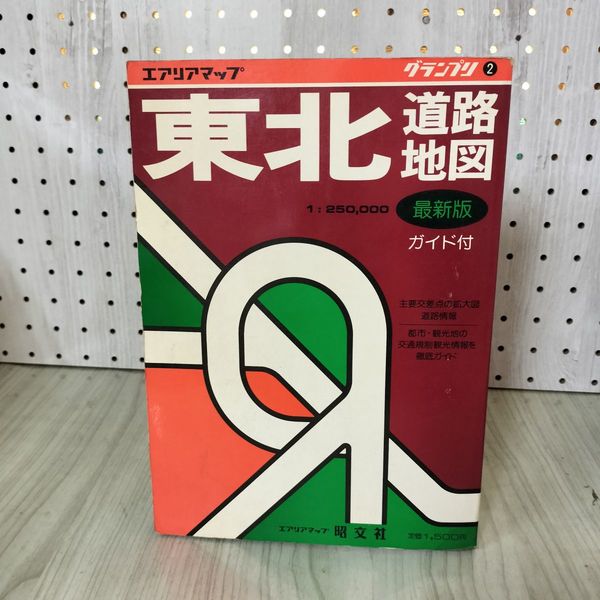 エアリアマップ
グランプリ 2
東北 道路地図
1:250,000
最新版
ガイド付
主要交差点の拡大図
道路情報
都市・観光地の
交通規制観光情報を
徹底ガイド
エアリアマップ 昭文社
定価1,500円